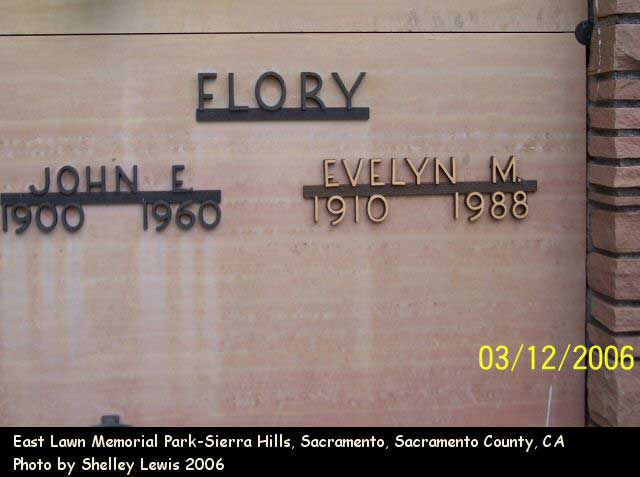 FLORY
JOHN E. EVELYN M.
1900 1960 1910 1988
03/12/2006
East Lawn Memorial Park-Sierra Hills, Sacramento, Sacramento County, CA
Photo by Shelley Lewis 2006